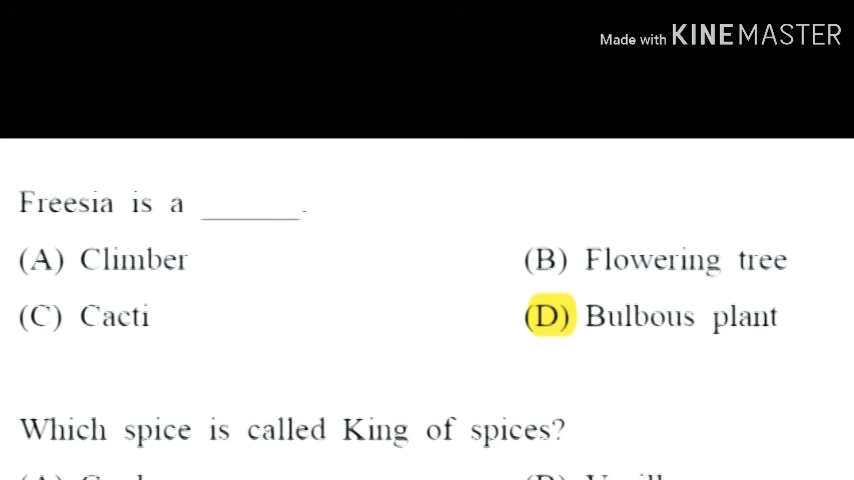 Made with KINEMASTER
Freesia is a ______.
(A) Climber (B) Flowering tree
(C) Cacti (D) Bulbous plant
Which spice is called King of spices?